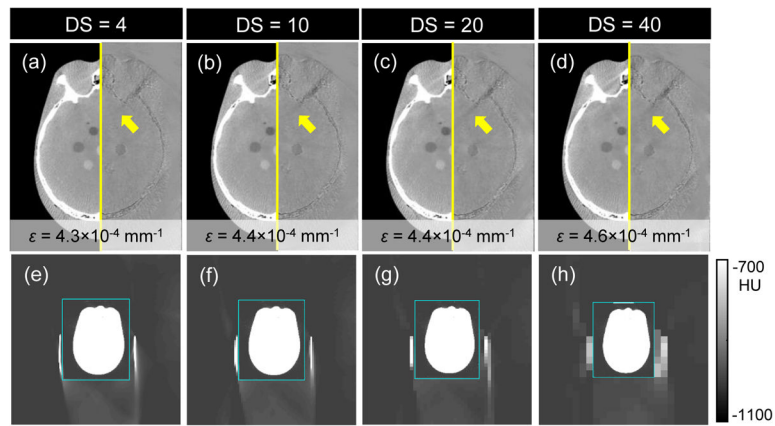 DS = 4 DS = 10 DS = 20 DS = 40
(a) (b) (c) (d)
ε = 4.3×10⁻⁴ mm⁻¹ ε = 4.4×10⁻⁴ mm⁻¹ ε = 4.4×10⁻⁴ mm⁻¹ ε = 4.6×10⁻⁴ mm⁻¹
(e) (f) (g) (h)
-700
HU
-1100